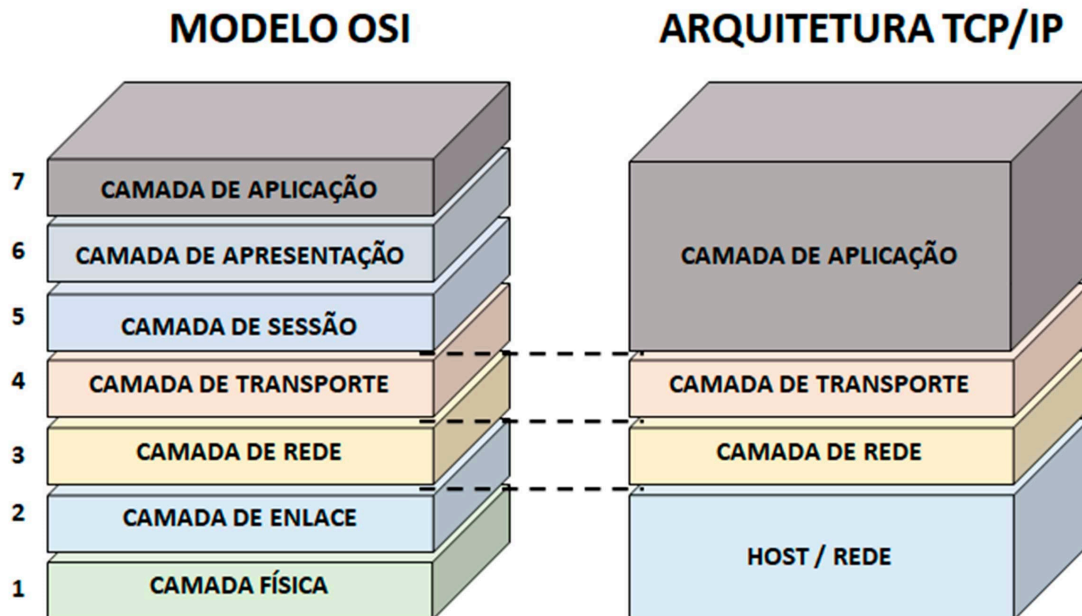 MODELO OSI
ARQUITETURA TCP/IP
7
CAMADA DE APLICAÇÃO
6
CAMADA DE APRESENTAÇÃO
5
CAMADA DE SESSÃO
4
CAMADA DE TRANSPORTE
3
CAMADA DE REDE
2
CAMADA DE ENLACE
1
CAMADA FÍSICA
CAMADA DE APLICAÇÃO
CAMADA DE TRANSPORTE
CAMADA DE REDE
HOST / REDE